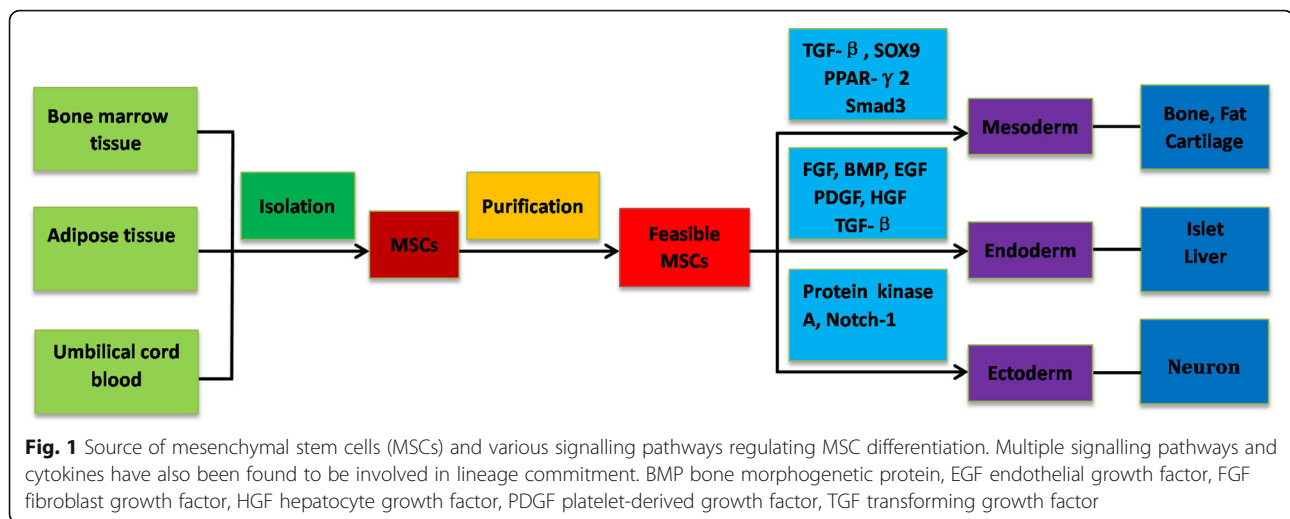 Bone marrow
tissue
Adipose tissue
Umbilical cord
blood
Isolation
MSCs
Purification
Feasible
MSCs
TGF- β , SOX9
PPAR- γ 2
Smad3
FGF, BMP, EGF
PDGF, HGF
TGF- β
Protein kinase
A, Notch-1
Mesoderm
Endoderm
Ectoderm
Bone, Fat
Cartilage
Islet
Liver
Neuron
Fig. 1 Source of mesenchymal stem cells (MSCs) and various signalling pathways regulating MSC differentiation. Multiple signalling pathways and
cytokines have also been found to be involved in lineage commitment. BMP bone morphogenetic protein, EGF endothelial growth factor, FGF
fibroblast growth factor, HGF hepatocyte growth factor, PDGF platelet-derived growth factor, TGF transforming growth factor